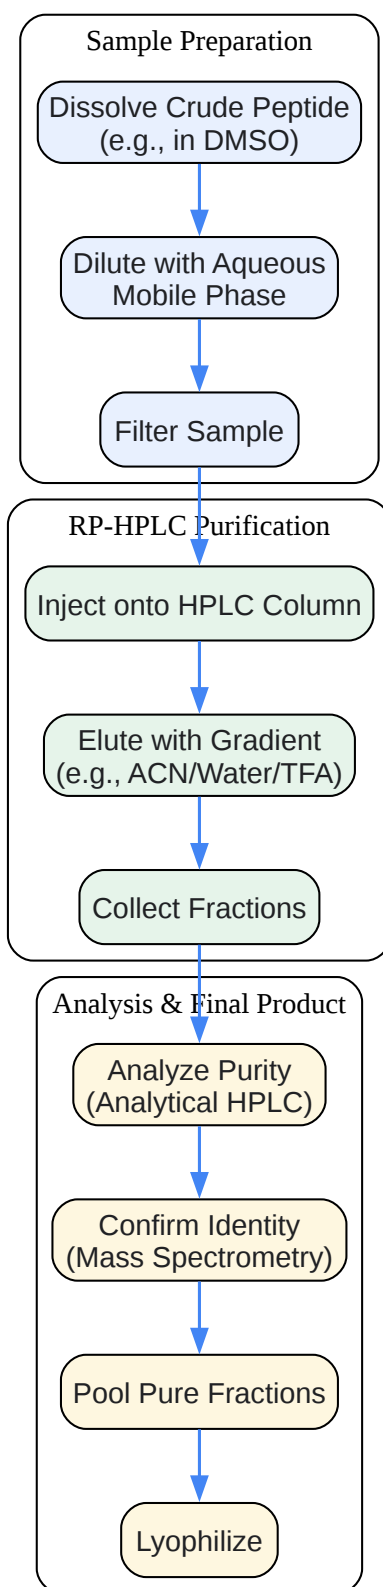 Sample Preparation
Dissolve Crude Peptide
(e.g., in DMSO)
Dilute with Aqueous
Mobile Phase
Filter Sample
RP-HPLC Purification
Inject onto HPLC Column
Elute with Gradient
(e.g., ACN/Water/TFA)
Collect Fractions
Analysis & Final Product
Analyze Purity
(Analytical HPLC)
Confirm Identity
(Mass Spectrometry)
Pool Pure Fractions
Lyophilize